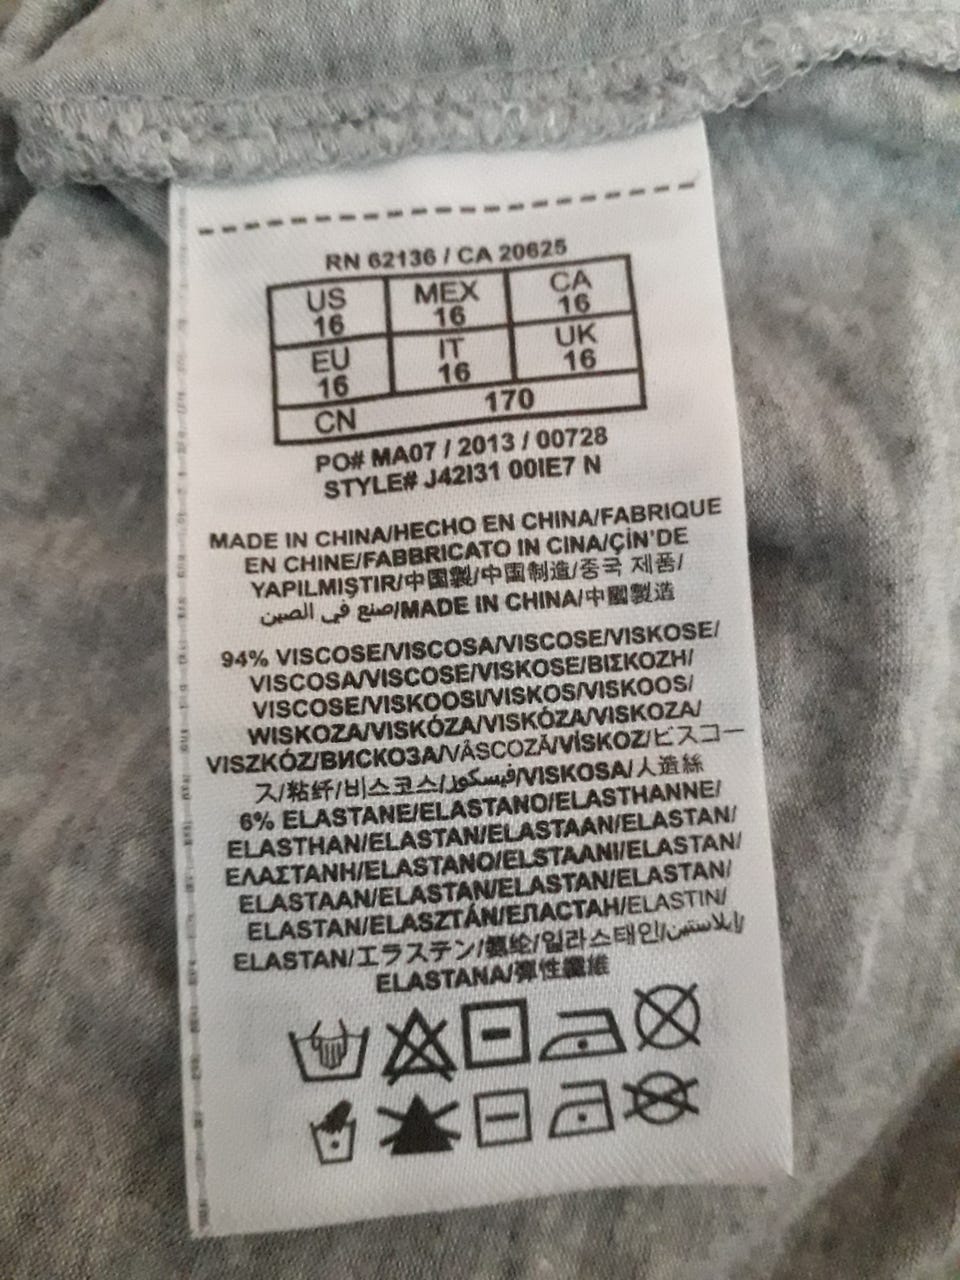 RN 62136 / CA 20625
US MEX CA
16 16 16
EU IT UK
16 16 16
CN 170
PO# MA07 / 2013 / 00728
STYLE# J42I31 00IE7 N
MADE IN CHINA/HECHO EN CHINA/FABRIQUE
EN CHINE/FABBRICATO IN CINA/ÇİN'DE
YAPILMIŞTIR/中国製/中国制造/중국 제품/
صنع في الصين/MADE IN CHINA/中國製造
94% VISCOSE/VISCOSA/VISCOSE/VISKOSE/
VISCOSA/VISCOSE/VISKOSE/ΒΙΣΚΟΖΗ/
VISCOSE/VISKOOSI/VISKOS/VISKOOS/
WISKOZA/VISKÓZA/VISKÓZA/VISKOZA/
VISZKÓZ/ВИСКОЗА/VÂSCOZĂ/VİSKOZ/ビスコー
ス/粘纤/비스코스/فيسكوز/VISKOSA/人造絲
6% ELASTANE/ELASTANO/ELASTHANNE/
ELASTHAN/ELASTAN/ELASTAAN/ELASTAN/
ΕΛΑΣΤΑΝΗ/ELASTANO/ELSTAANI/ELASTAN/
ELASTAAN/ELASTAN/ELASTAN/ELASTAN/
ELASTAN/ELASZTÁN/ЕПАСТАН/ELASTIN/
ELASTAN/エラステン/氨纶/일라스태인/إيلاستين/
ELASTANA/彈性纖維